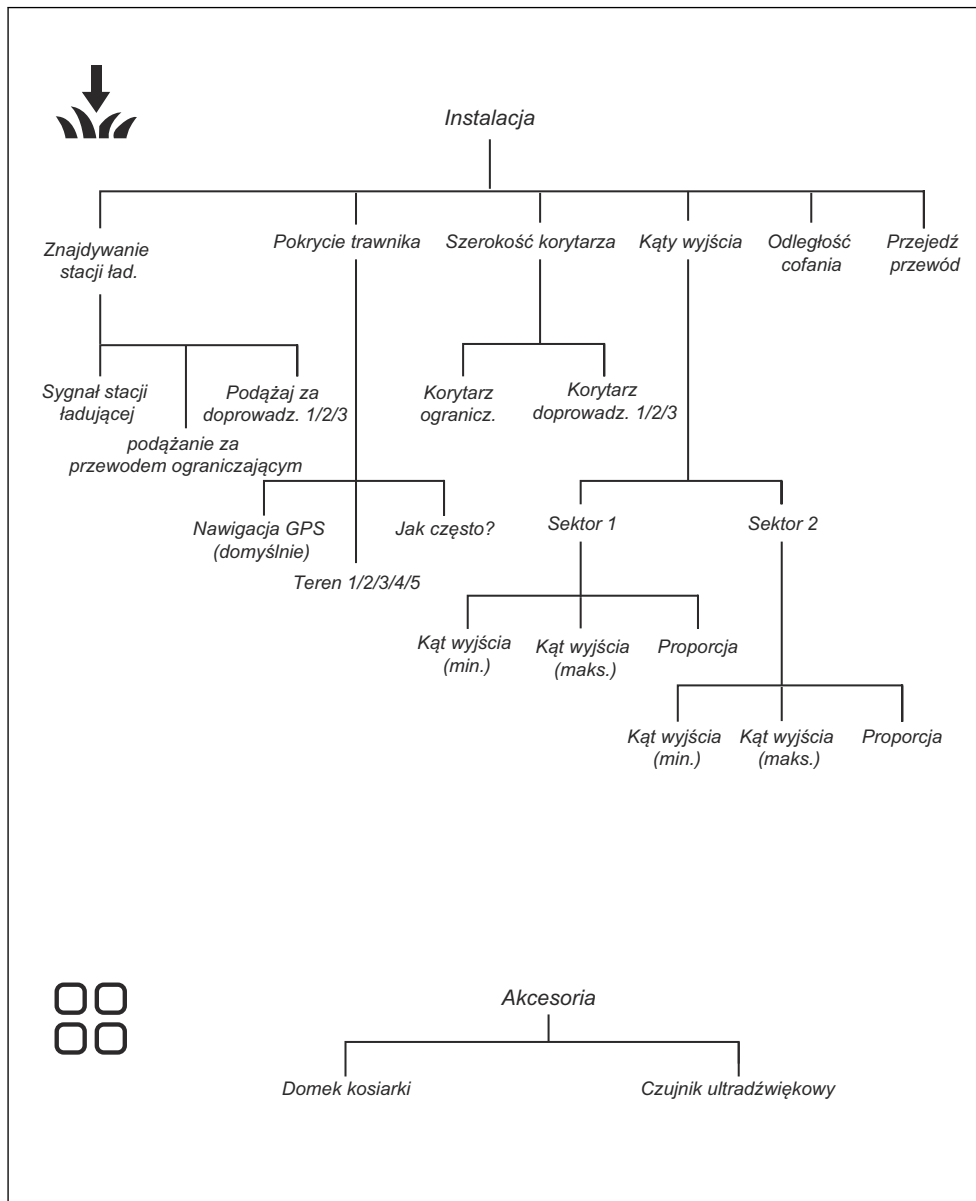 Instalacja
Znajdywanie
stacji ład.
Pokrycie trawnika
Szerokość korytarza
Kąty wyjścia
Odległość
cofania
Przejedź
przewód
Sygnał stacji
ładującej
podążanie za
przewodem ograniczającym
Podążaj za
doprowadz. 1/2/3
Korytarz
ogranicz.
Korytarz
doprowadz. 1/2/3
Nawigacja GPS
(domyślnie)
Teren 1/2/3/4/5
Jak często?
Sektor 1
Sektor 2
Kąt wyjścia
(min.)
Kąt wyjścia
(maks.)
Proporcja
Kąt wyjścia
(min.)
Kąt wyjścia
(maks.)
Proporcja
Akcesoria
Domek kosiarki
Czujnik ultradźwiękowy